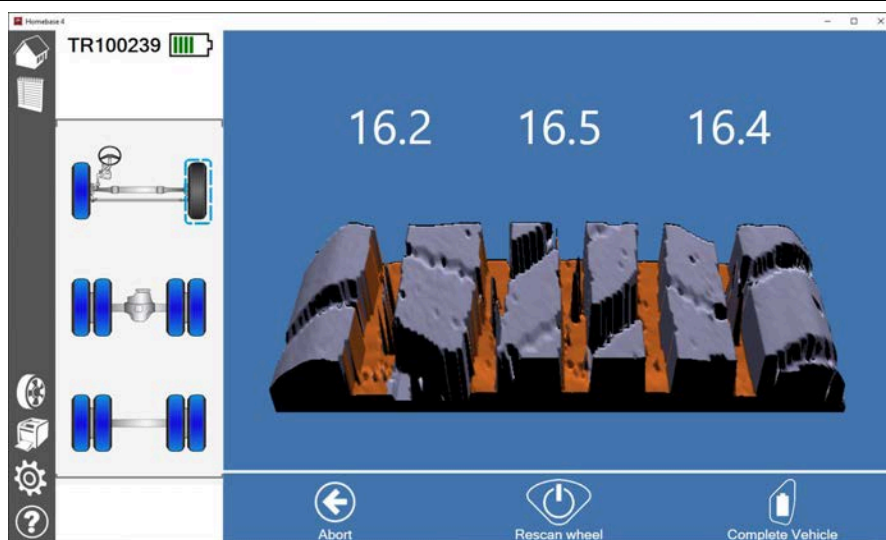 Homebase 4
TR100239
16.2 16.5 16.4
Abort
Rescan wheel
Complete Vehicle
?